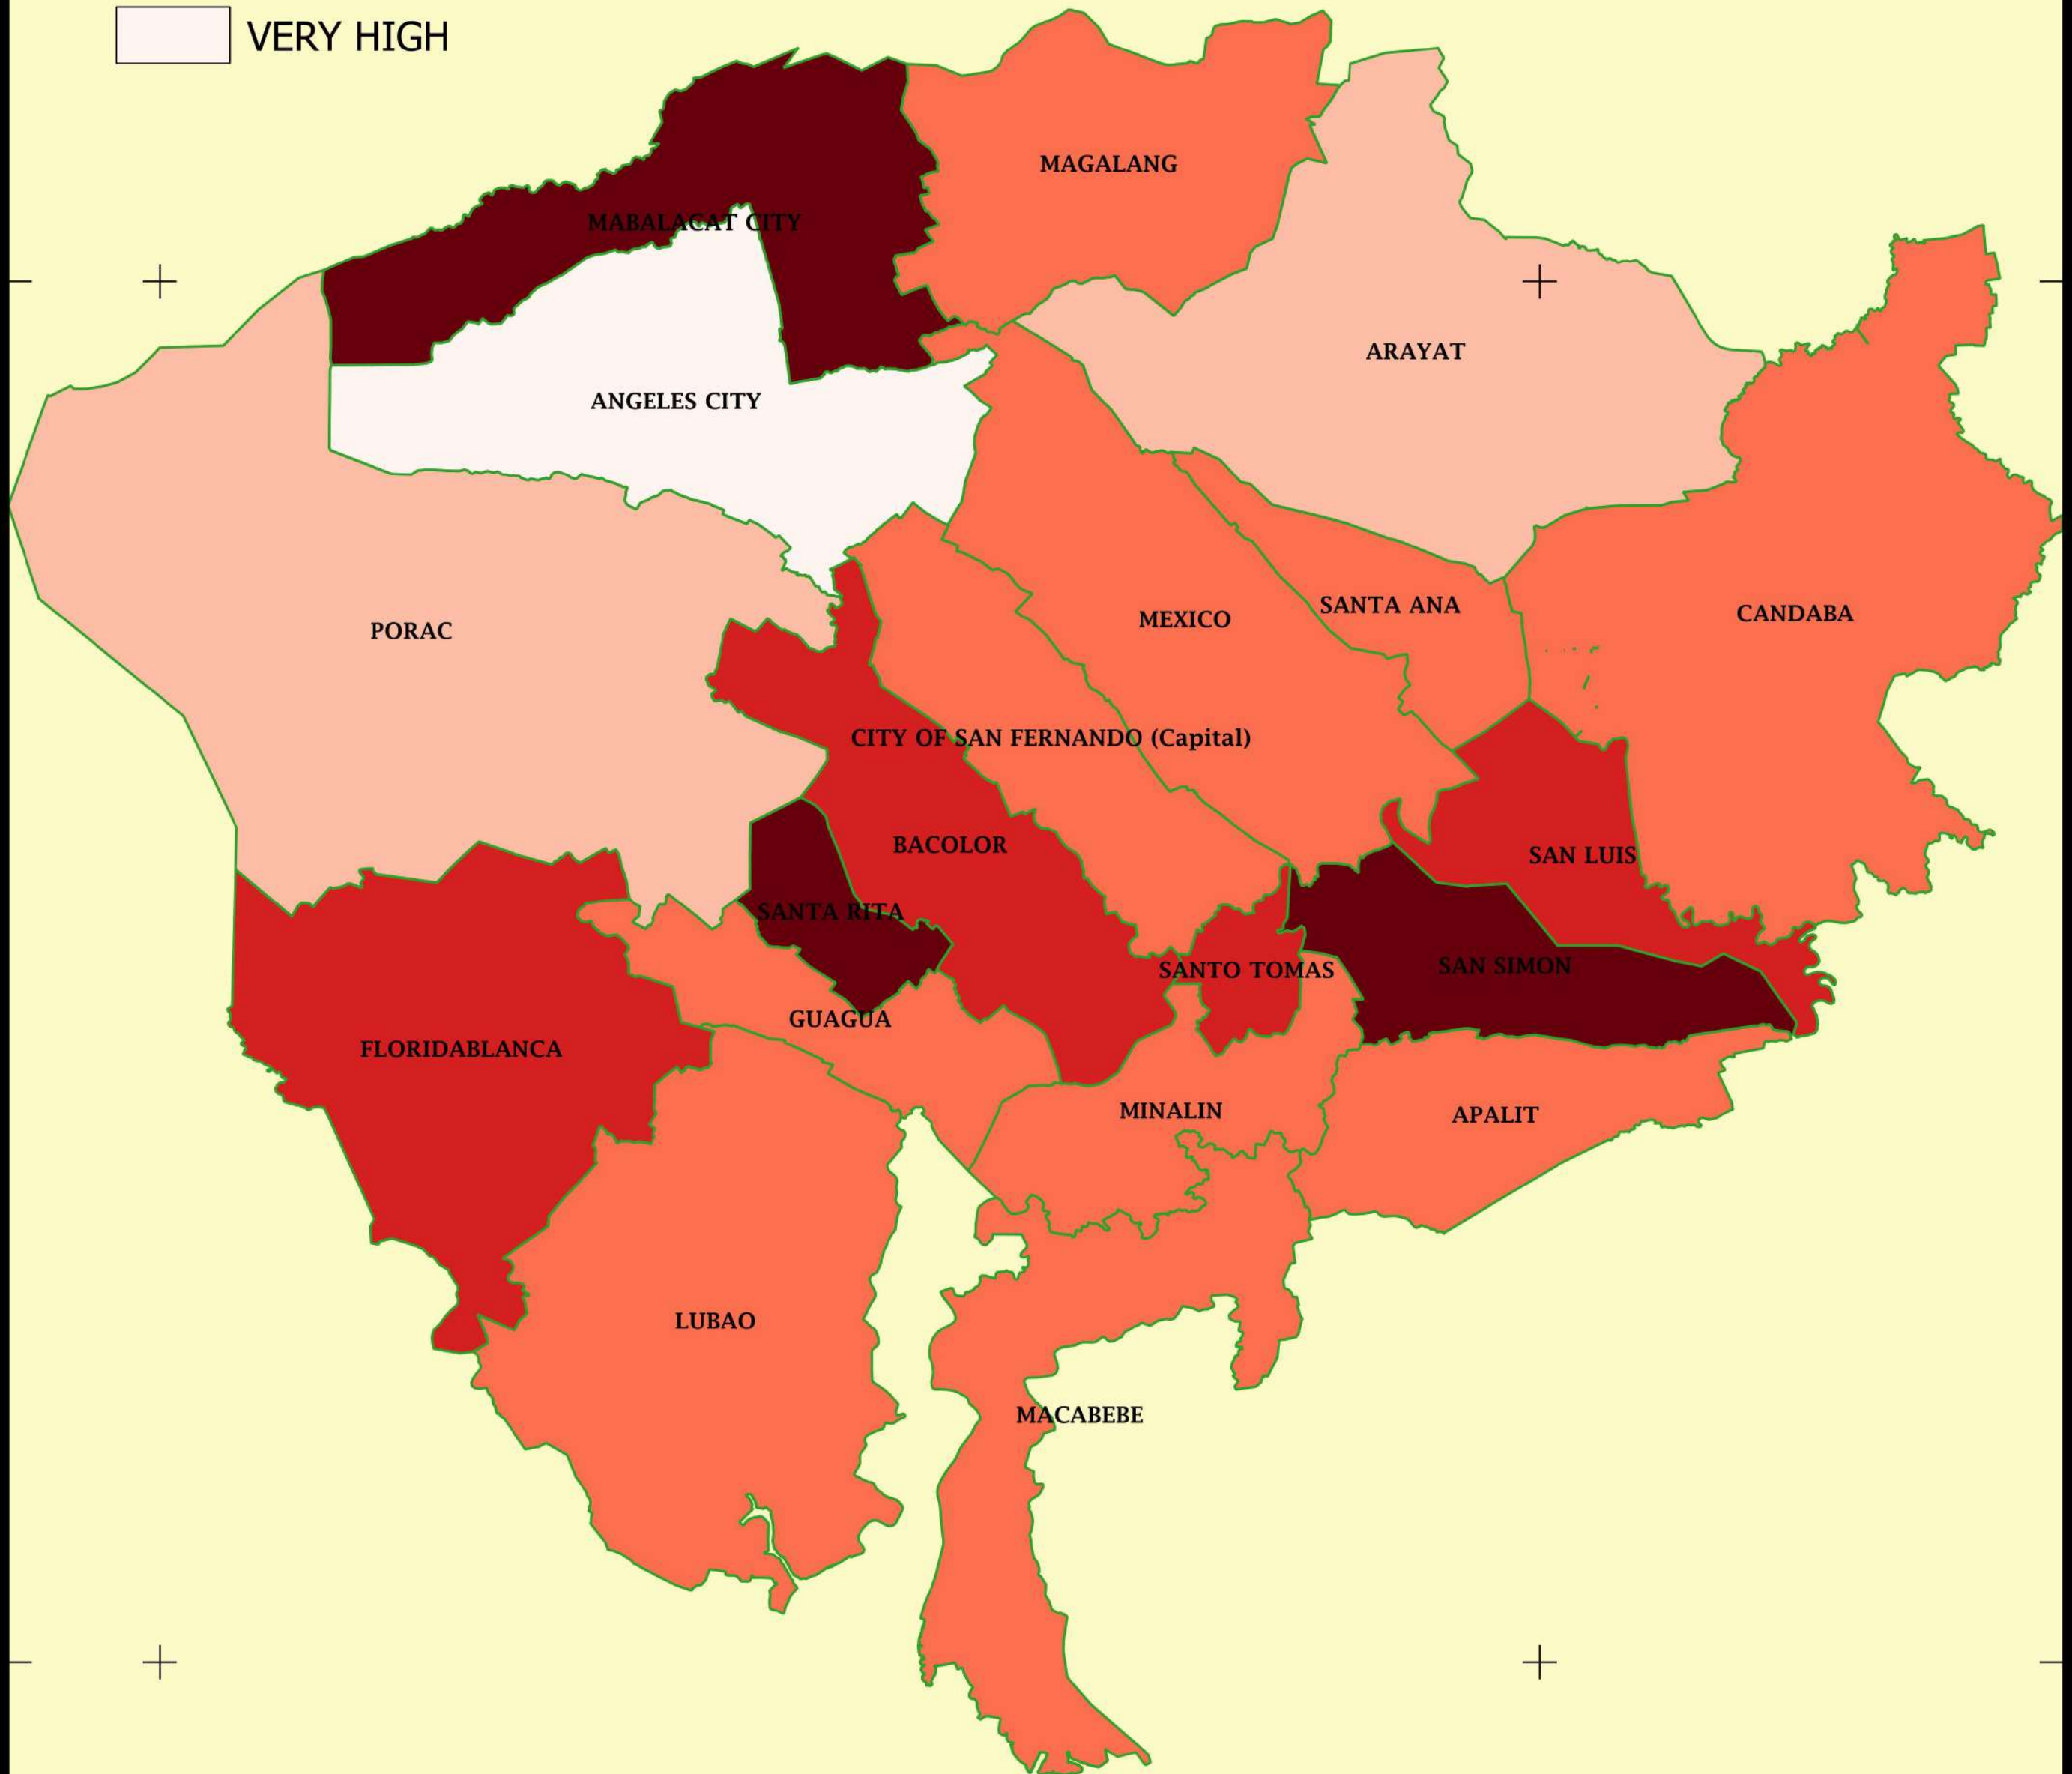 VERY HIGH
MAGALANG
MABALACAT CITY
ARAYAT
ANGELES CITY
SANTA ANA
CANDABA
MEXICO
PORAC
CITY OF SAN FERNANDO (Capital)
BACOLOR
SAN LUIS
SANTA RITA
SAN SIMON
SANTO TOMAS
GUAGUA
FLORIDABLANCA
MINALIN
APALIT
LUBAO
MACABEBE